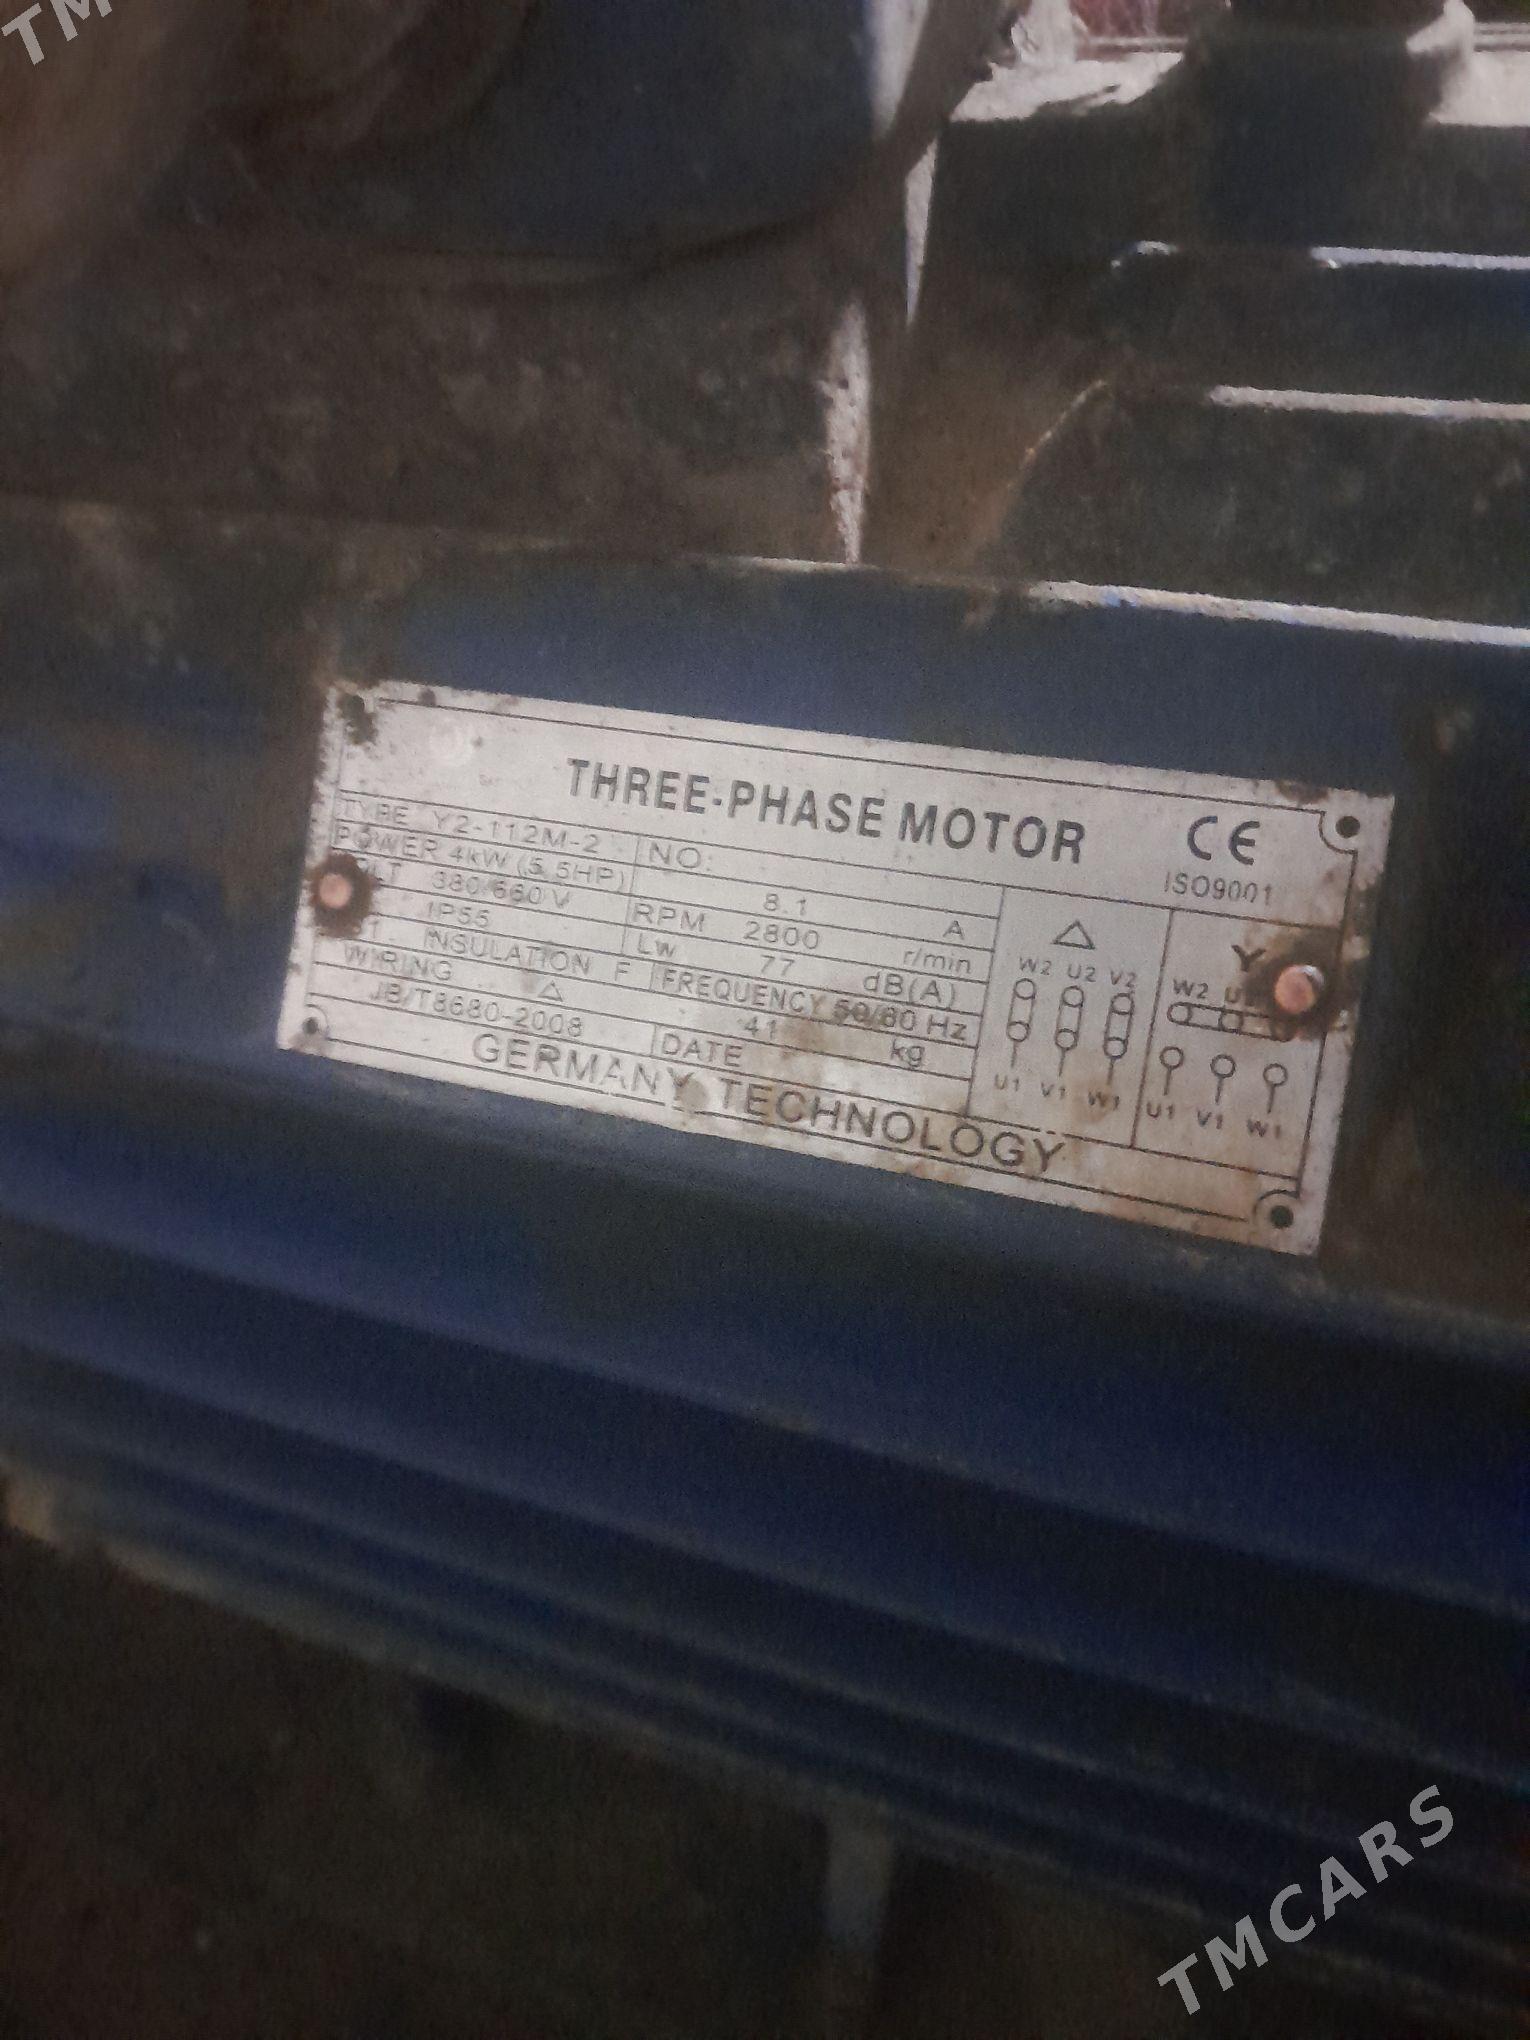 TM
THREE-PHASE MOTOR CE
ISO9001
TYPE Y2-112M-2 NO:
POWER 4kW (5.5HP) 8.1 A
380/660 V RPM 2800 r/min
IP55 Lw 77 dB(A)
INSULATION F FREQUENCY 50/60 Hz
WIRING △ 41 kg
JB/T8680-2008 DATE
GERMANY TECHNOLOGY
△
W2 U2 V2
U1 V1 W1
Y
W2
U1 V1 W1
TMCARS